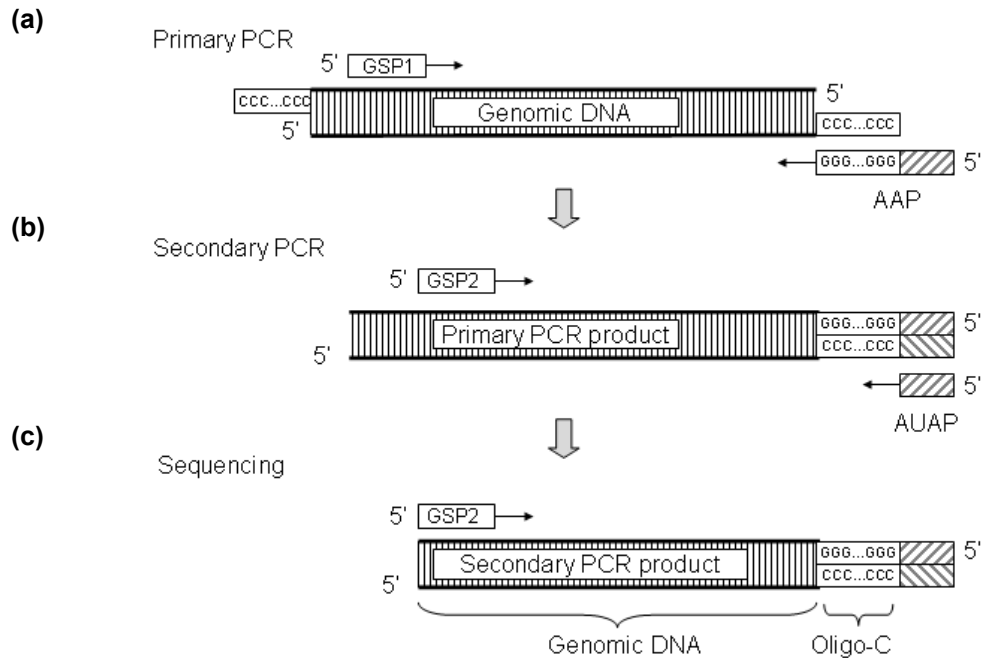 (a)
Primary PCR
5' GSP1
CCC...CCC 5'
Genomic DNA
5' CCC...CCC
GGG...GGG 5'
AAP
(b)
Secondary PCR
5' GSP2
GGG...GGG 5'
Primary PCR product
5' CCC...CCC
5'
AUAP
(c)
Sequencing
5' GSP2
GGG...GGG 5'
Secondary PCR product
5' CCC...CCC
Genomic DNA Oligo-C